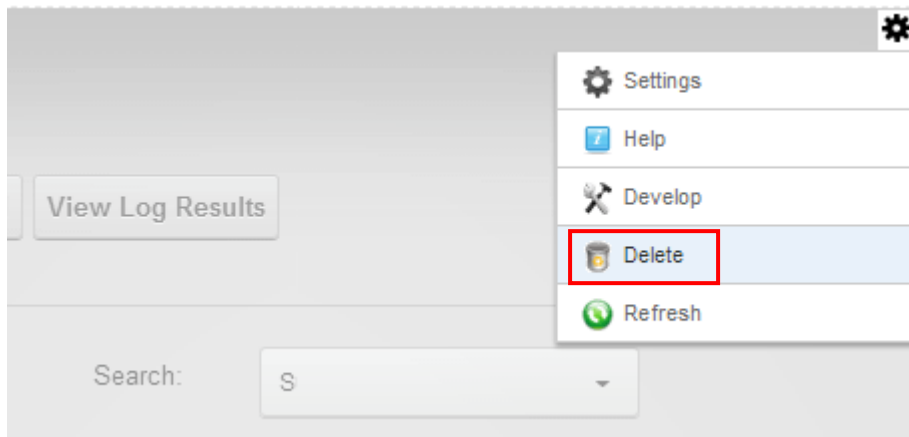 Settings
Help
View Log Results
Develop
Delete
Refresh
Search:
S